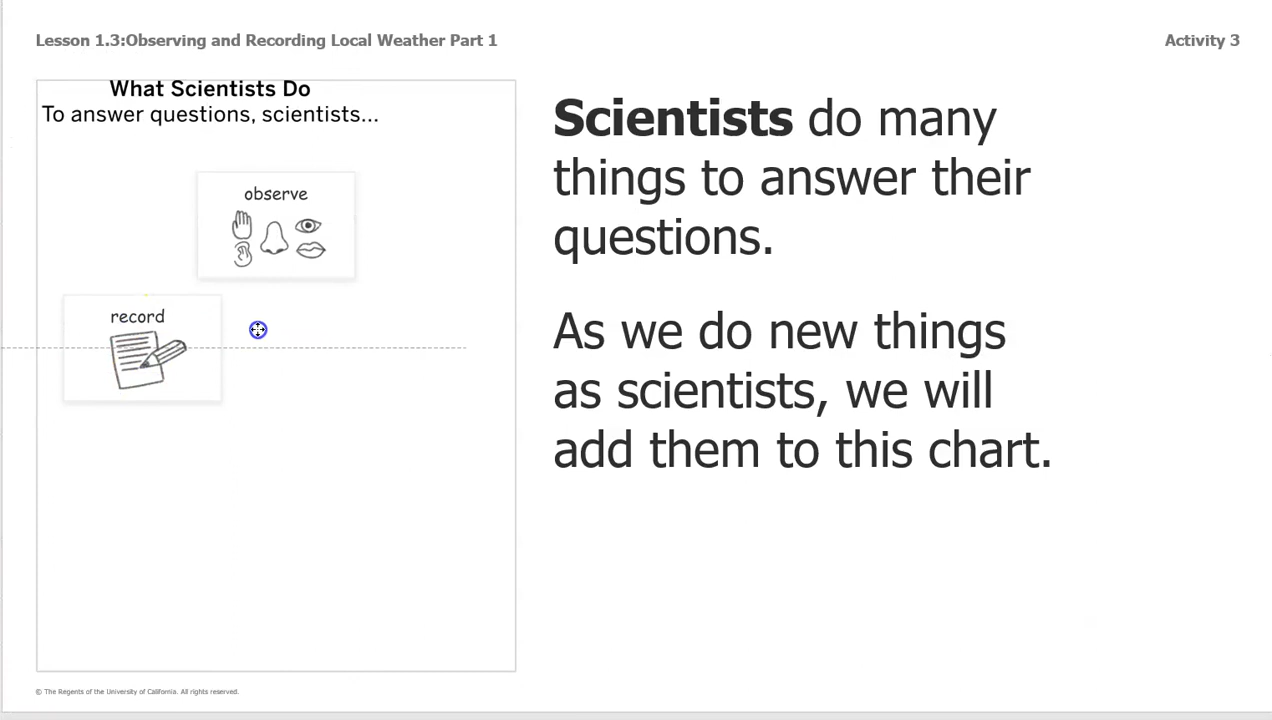 Lesson 1.3:Observing and Recording Local Weather Part 1
Activity 3
What Scientists Do
To answer questions, scientists...
observe
record
Scientists do many
things to answer their
questions.
As we do new things
as scientists, we will
add them to this chart.
© The Regents of the University of California. All rights reserved.